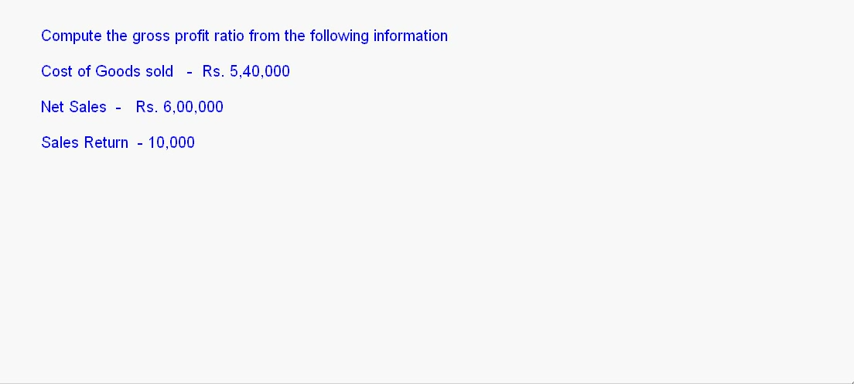 Compute the gross profit ratio from the following information
Cost of Goods sold - Rs. 5,40,000
Net Sales - Rs. 6,00,000
Sales Return - 10,000